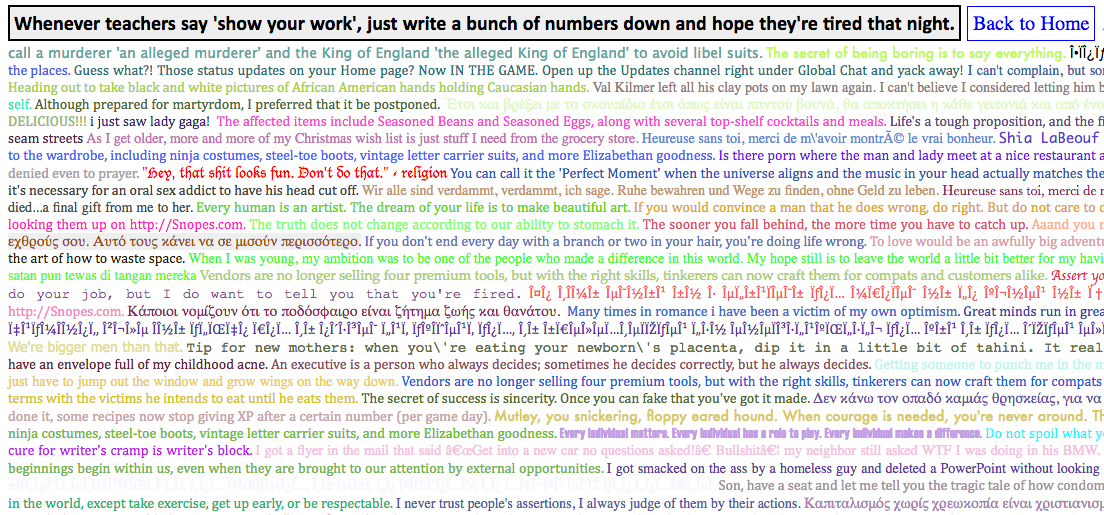 Whenever teachers say 'show your work', just write a bunch of numbers down and hope they're tired that night. Back to Home
call a murderer 'an alleged murderer' and the King of England 'the alleged King of England' to avoid libel suits. The secret of being boring is to say everything.
the places. Guess what?! Those status updates on your Home page? Now IN THE GAME. Open up the Updates channel right under Global Chat and yack away! I can't complain, but
Heading out to take black and white pictures of African American hands holding Caucasian hands. Val Kilmer left all his clay pots on my lawn again. I can't believe I considered letting him
self. Although prepared for martyrdom, I preferred that it be postponed. Έτσι και βρέξει με τα σκουπίδια έτσι όπως είναι παντού βουνά, θα αποκτήσει η κάθε γειτονιά και από
DELICIOUS!!! i just saw lady gaga! The affected items include Seasoned Beans and Seasoned Eggs, along with several top-shelf cocktails and meals. Life's a tough proposition, and the
seam streets As I get older, more and more of my Christmas wish list is just stuff I need from the grocery store. Heureuse sans toi, merci de m\'avoir montrÃ© le vrai bonheur. Shia LaBeouf
to the wardrobe, including ninja costumes, steel-toe boots, vintage letter carrier suits, and more Elizabethan goodness. Is there porn where the man and lady meet at a nice restaurant
denied even to prayer. "Hey, that shit looks fun. Don't do that." - religion You can call it the 'Perfect Moment' when the universe aligns and the music in your head actually matches the
it's necessary for an oral sex addict to have his head cut off. Wir alle sind verdammt, verdammt, ich sage. Ruhe bewahren und Wege zu finden, ohne Geld zu leben. Heureuse sans toi, merci de
died...a final gift from me to her. Every human is an artist. The dream of your life is to make beautiful art. If you would convince a man that he does wrong, do right. But do not care to
looking them up on http://Snopes.com. The truth does not change according to our ability to stomach it. The sooner you fall behind, the more time you have to catch up. Aaand you
εχθρούς σου. Αυτό τους κάνει να σε μισούν περισσότερο. If you don't end every day with a branch or two in your hair, you're doing life wrong. To love would be an awfully big
the art of how to waste space. When I was young, my ambition was to be one of the people who made a difference in this world. My hope still is to leave the world a little bit better for my
satan pun tewas di tangan mereka Vendors are no longer selling four premium tools, but with the right skills, tinkerers can now craft them for compats and customers alike. Assert
do your job, but I do want to tell you that you're fired.
http://Snopes.com. Κάποιοι νομίζουν ότι το ποδόσφαιρο είναι ζήτημα ζωής και θανάτου. Many times in romance i have been a victim of my own optimism. Great minds run in
We're bigger men than that. Tip for new mothers: when you\'re eating your newborn\'s placenta, dip it in a little bit of tahini. It
have an envelope full of my childhood acne. An executive is a person who always decides; sometimes he decides correctly, but he always decides. Getting someone to punch me in the
just have to jump out the window and grow wings on the way down. Vendors are no longer selling four premium tools, but with the right skills, tinkerers can now craft them for compats
terms with the victims he intends to eat until he eats them. The secret of success is sincerity. Once you can fake that you've got it made. Δεν κάνω τον οπαδό καμιάς θρησκείας, για να
done it, some recipes now stop giving XP after a certain number (per game day). Mutley, you snickering, floppy eared hound. When courage is needed, you're never around.
ninja costumes, steel-toe boots, vintage letter carrier suits, and more Elizabethan goodness. Every individual matters. Every individual has a role to play. Every individual makes a difference. Do not spoil what
cure for writer's cramp is writer's block. I got a flyer in the mail that said â€œGet into a new car no questions asked!â€ Bullshitâ€¦ my neighbor still asked WTF I was doing in his BMW.
beginnings begin within us, even when they are brought to our attention by external opportunities. I got smacked on the ass by a homeless guy and deleted a PowerPoint without looking
Son, have a seat and let me tell you the tragic tale of how
in the world, except take exercise, get up early, or be respectable. I never trust people's assertions, I always judge of them by their actions. Καπιταλισμός χωρίς χρεωκοπία είναι